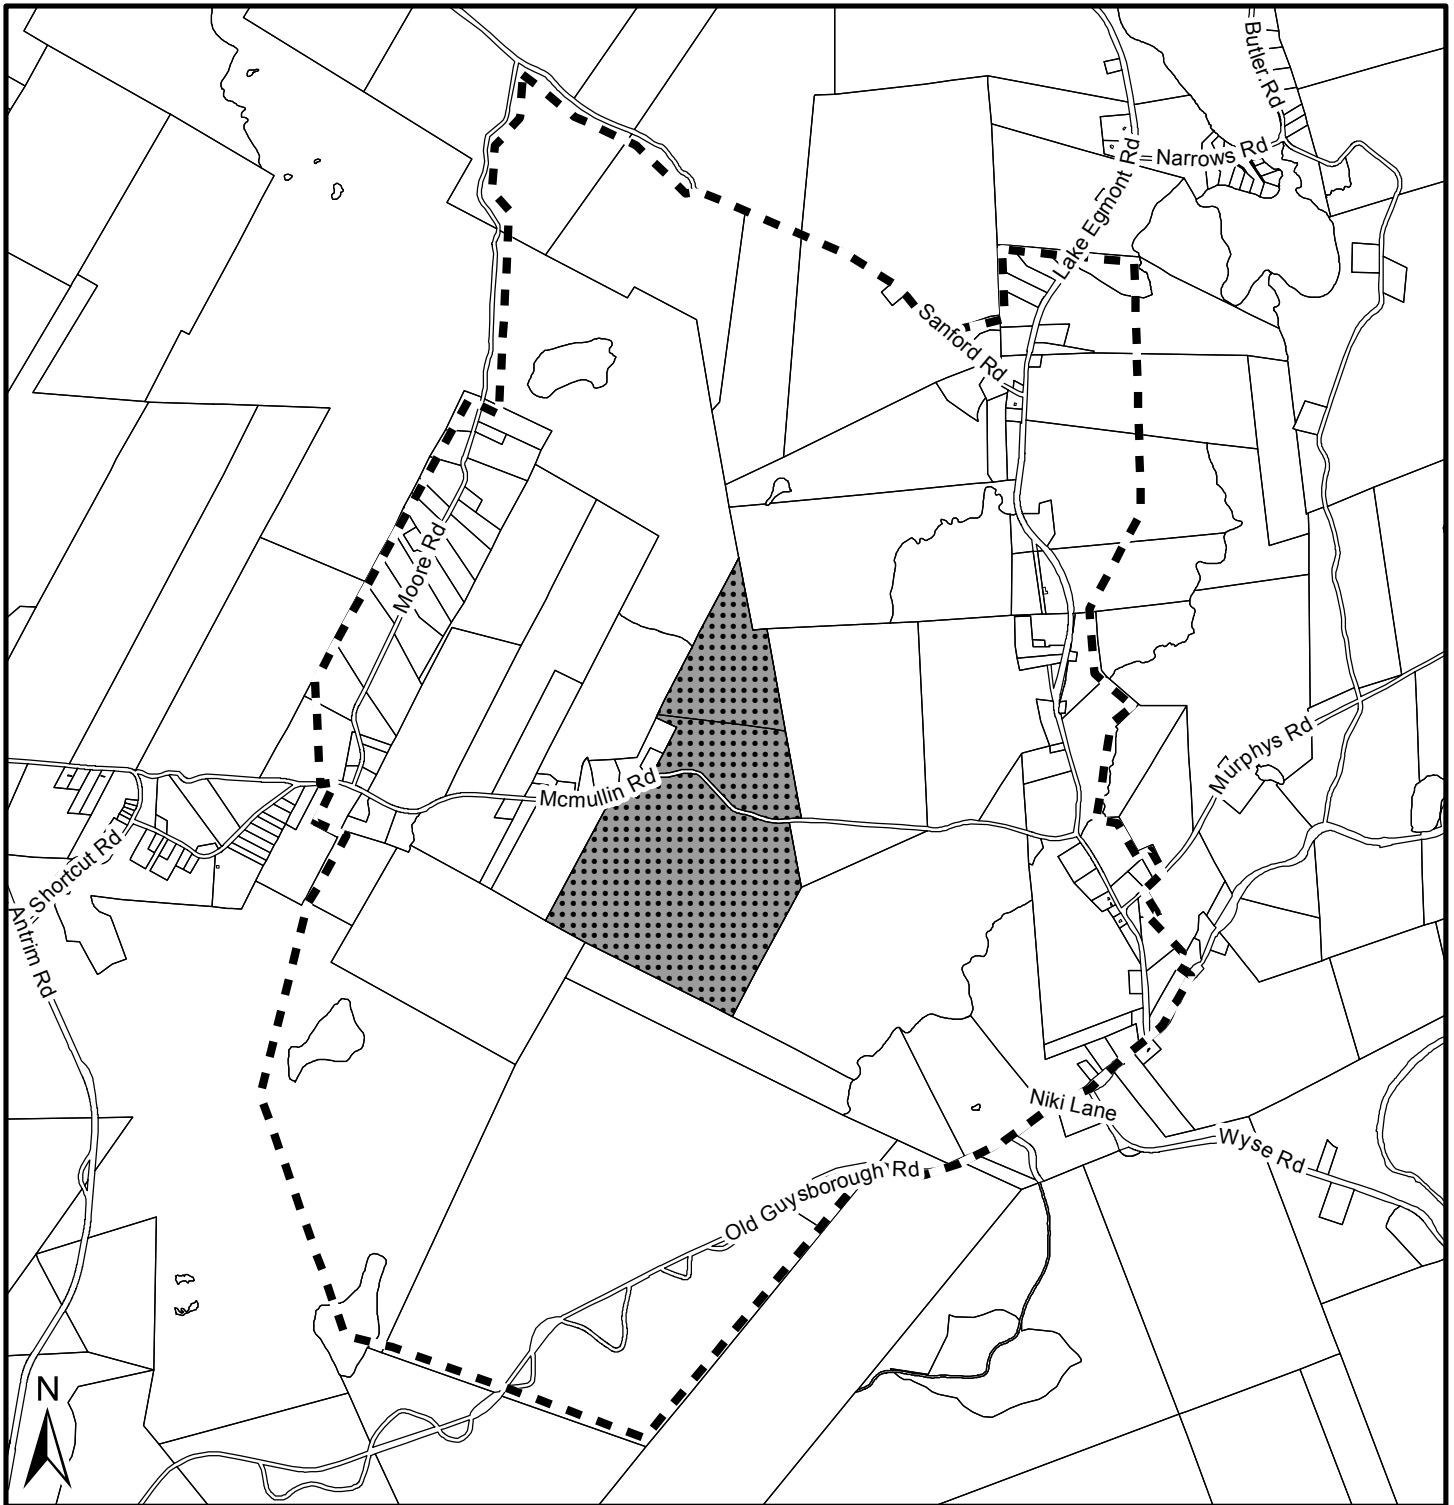 Butler Rd
Narrows Rd
Lake Egmont Rd
Sanford Rd
Moore Rd
Murphys Rd
Mcmullin Rd
Shortcut Rd
Antrim Rd
Niki Lane
Wyse Rd
Old Guysborough Rd
N